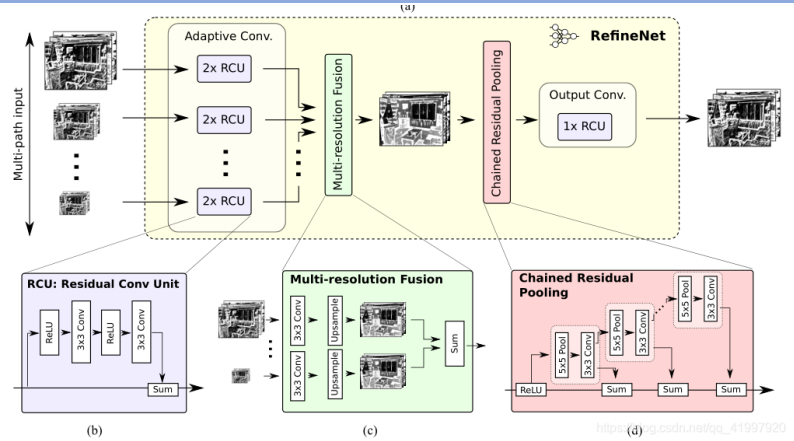 (a)
Multi-path input
Adaptive Conv.
2x RCU
2x RCU
2x RCU
Multi-resolution Fusion
Chained Residual Pooling
RefineNet
Output Conv.
1x RCU
RCU: Residual Conv Unit
ReLU
3x3 Conv
ReLU
3x3 Conv
Sum
(b)
Multi-resolution Fusion
3x3 Conv
Upsample
3x3 Conv
Upsample
Sum
(c)
Chained Residual
Pooling
ReLU
5x5 Pool
3x3 Conv
Sum
5x5 Pool
3x3 Conv
Sum
5x5 Pool
3x3 Conv
Sum
(d)
https://blog.csdn.net/qq_41997920